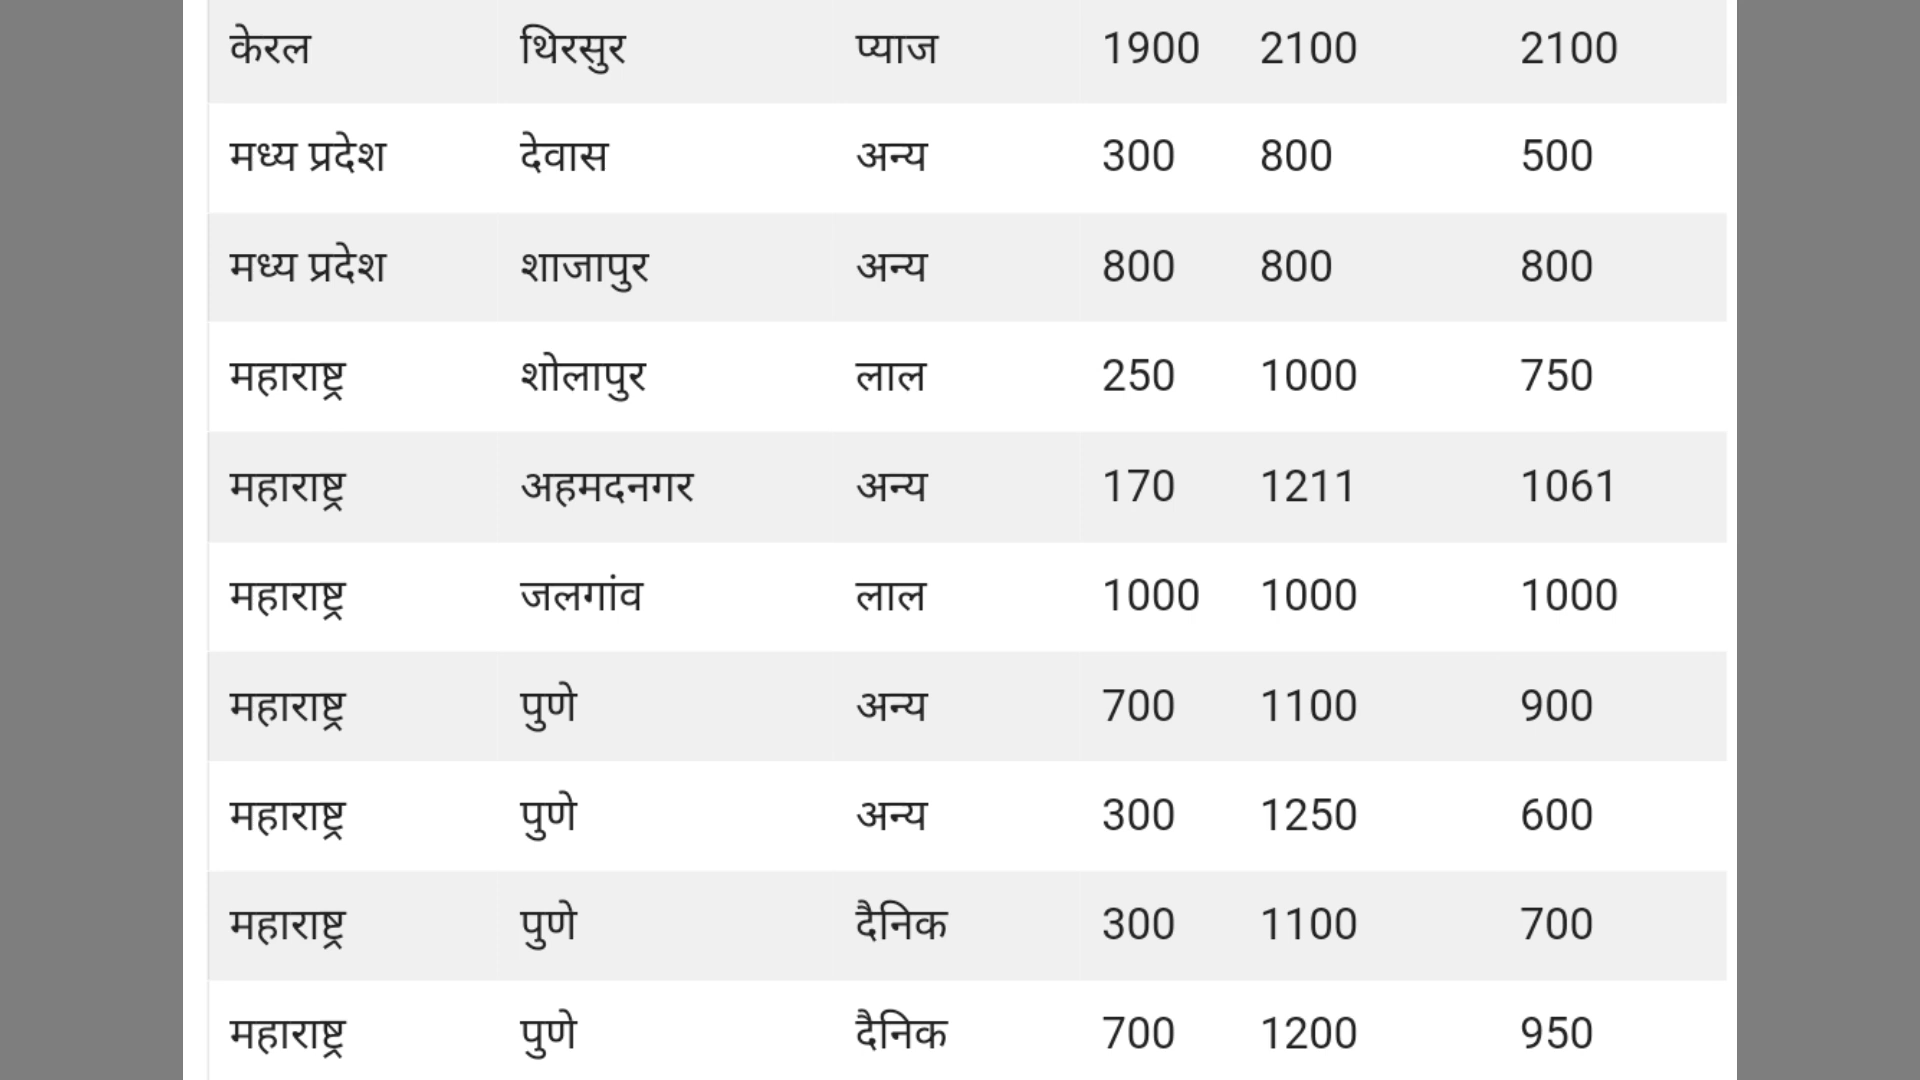 केरल थिरसुर प्याज 1900 2100 2100
मध्य प्रदेश देवास अन्य 300 800 500
मध्य प्रदेश शाजापुर अन्य 800 800 800
महाराष्ट्र शोलापुर लाल 250 1000 750
महाराष्ट्र अहमदनगर अन्य 170 1211 1061
महाराष्ट्र जलगांव लाल 1000 1000 1000
महाराष्ट्र पुणे अन्य 700 1100 900
महाराष्ट्र पुणे अन्य 300 1250 600
महाराष्ट्र पुणे दैनिक 300 1100 700
महाराष्ट्र पुणे दैनिक 700 1200 950